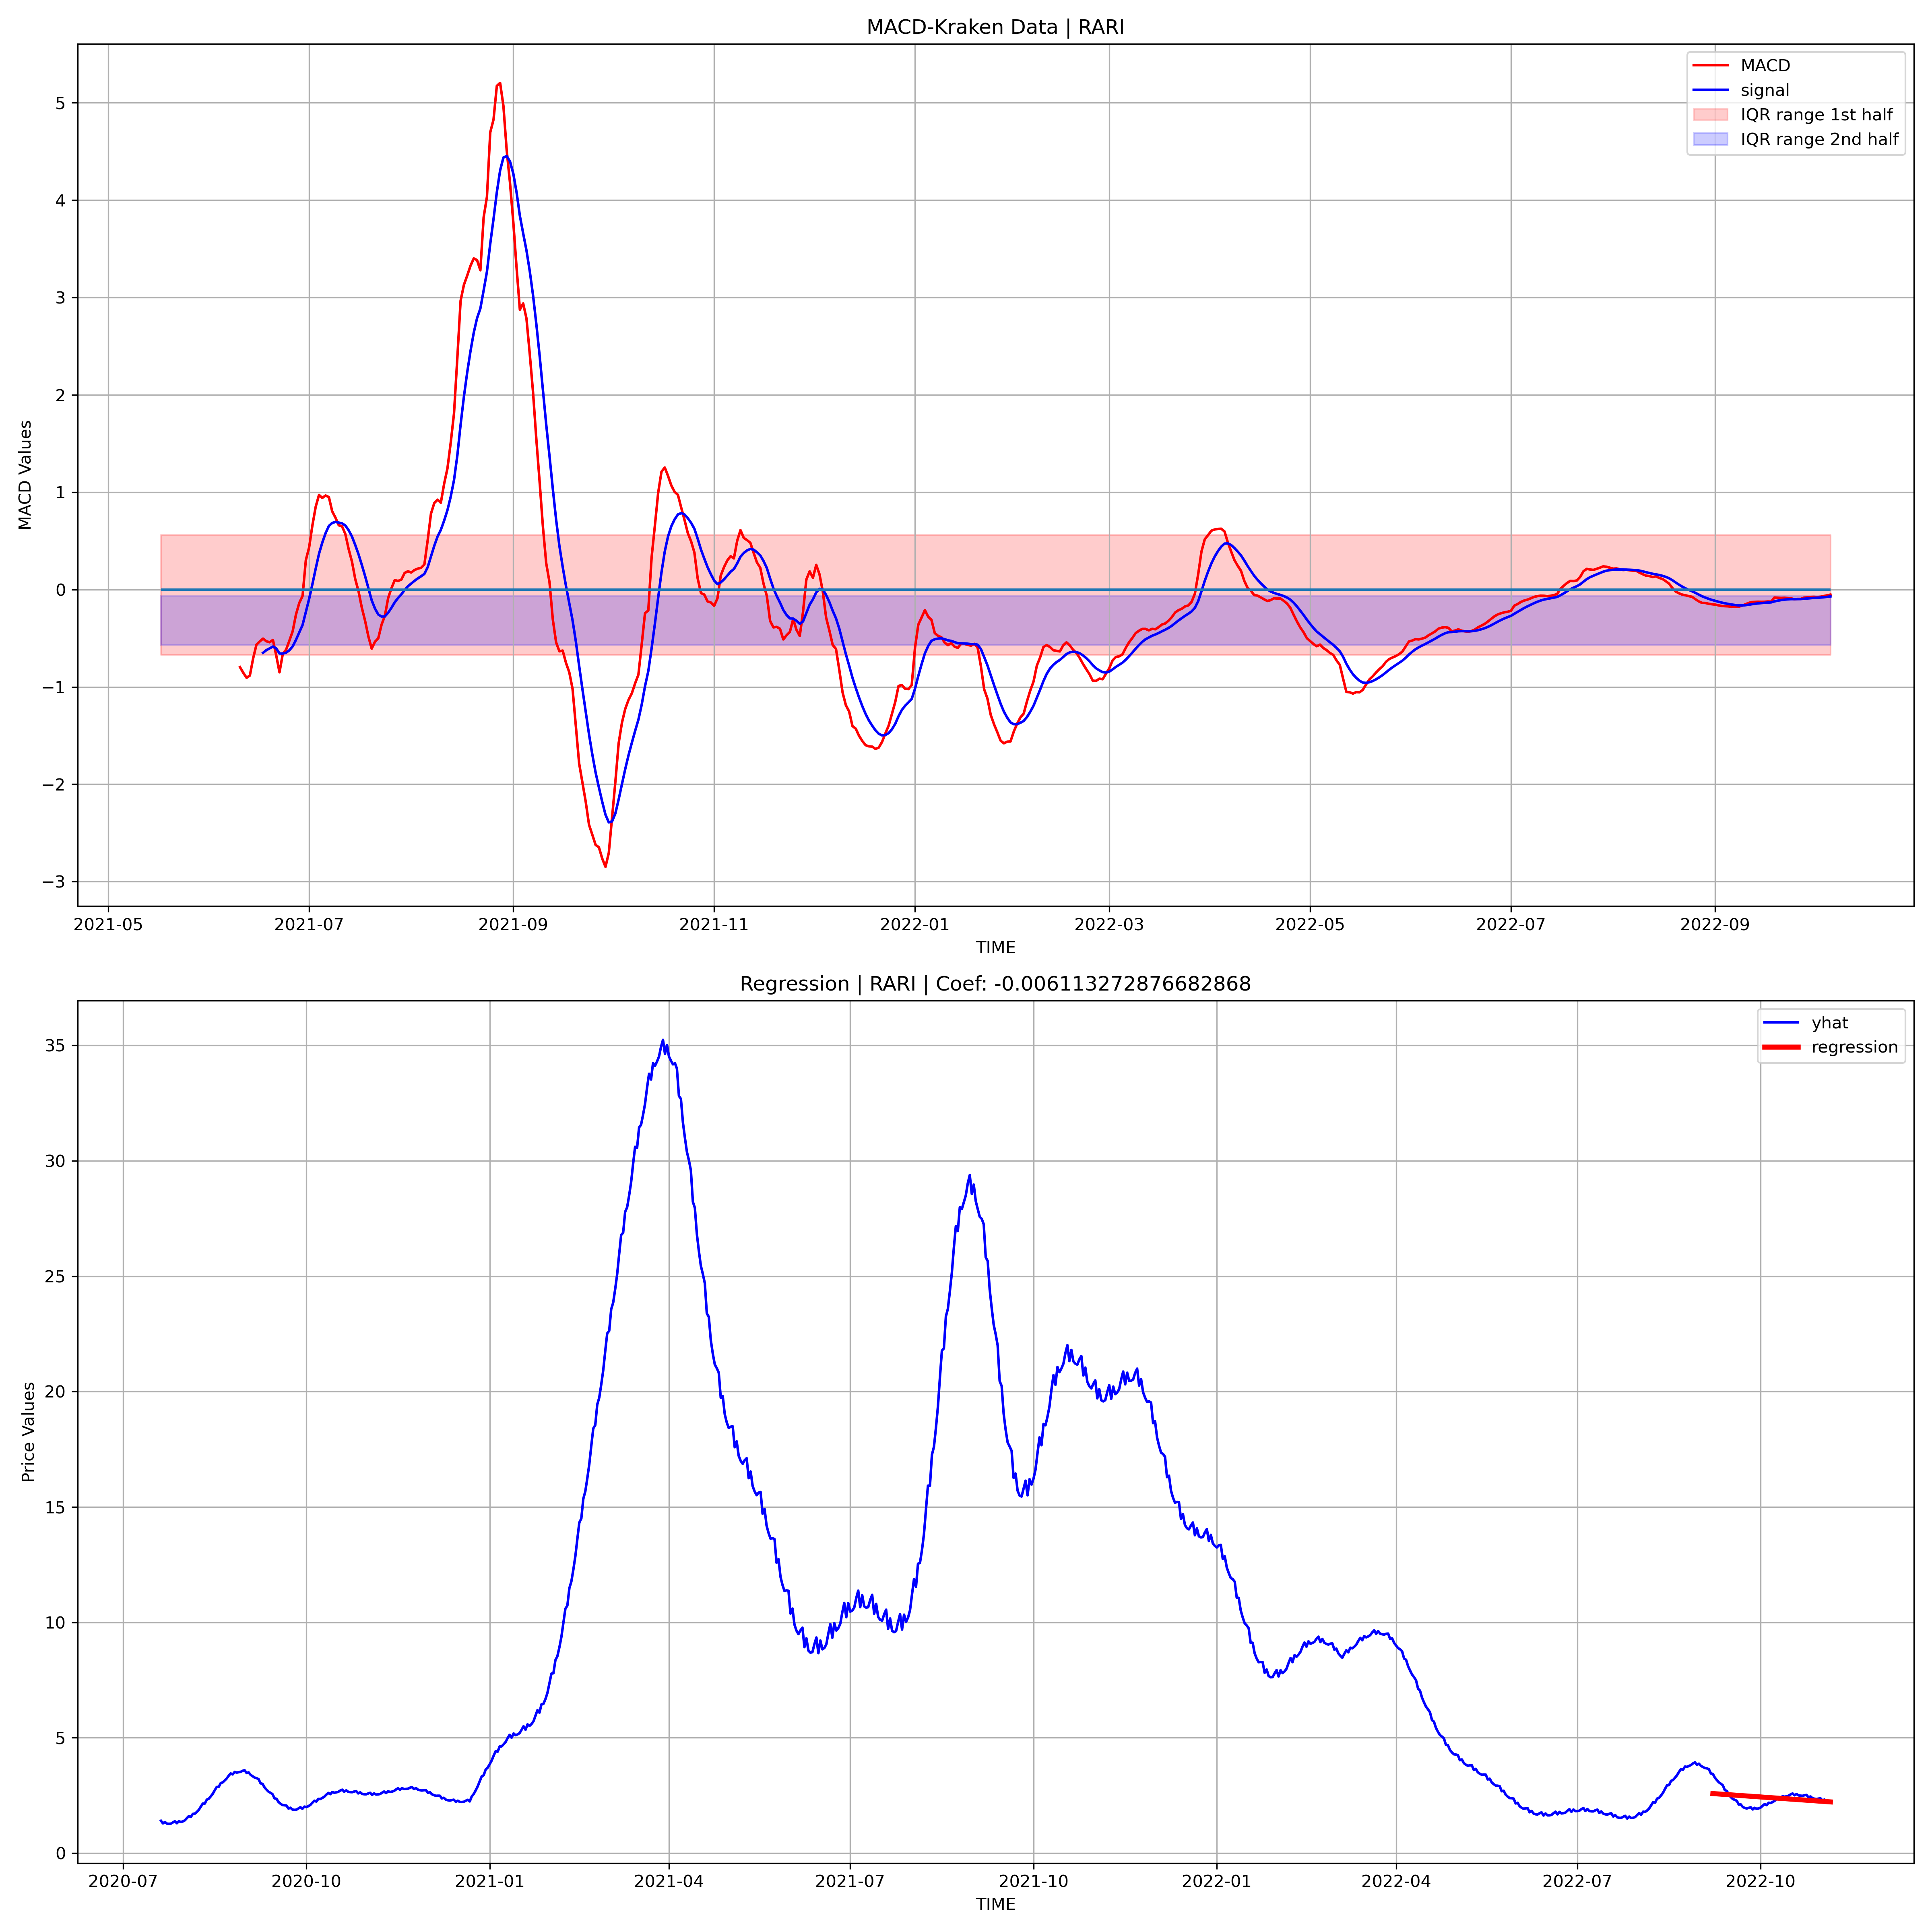 MACD-Kraken Data | RARI
MACD
signal
IQR range 1st half
IQR range 2nd half
MACD Values
5
4
3
2
1
0
−1
−2
−3
2021-05 2021-07 2021-09 2021-11 2022-01 2022-03 2022-05 2022-07 2022-09
TIME
Regression | RARI | Coef: -0.006113272876682868
yhat
regression
Price Values
35
30
25
20
15
10
5
0
2020-07 2020-10 2021-01 2021-04 2021-07 2021-10 2022-01 2022-04 2022-07 2022-10
TIME